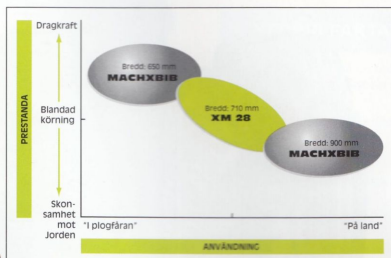 Dragkraft
PRESTANDA
Bredd: 650 mm
MACHXBIB
Blandad
körning
Bredd: 710 mm
XM 28
Bredd: 900 mm
MACHXBIB
Skon-
samhet
mot
Jorden
"I plogfåran"
"På land"
ANVÄNDNING